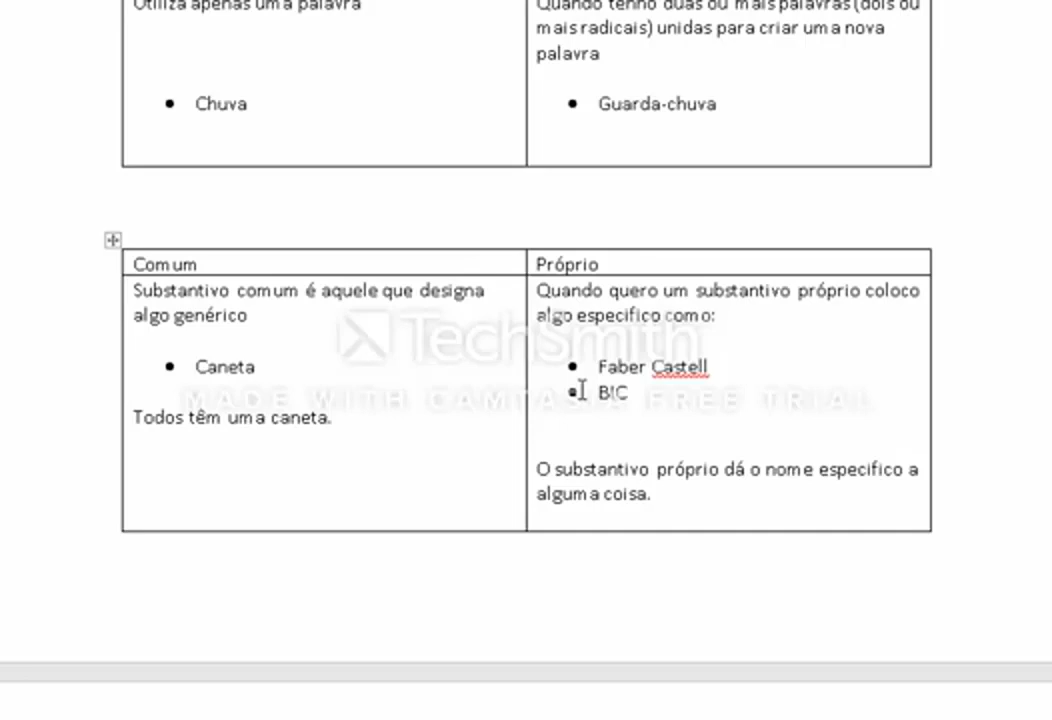 Utiliza apenas uma palavra
Quando tenho duas ou mais palavras (dois ou
mais radicais) unidas para criar uma nova
palavra
• Chuva
• Guarda-chuva
Comum
Próprio
Substantivo comum é aquele que designa
algo genérico
• Caneta
Todos têm uma caneta.
Quando quero um substantivo próprio coloco
algo especifico como:
• Faber Castell
• BIC
O substantivo próprio dá o nome especifico a
alguma coisa.
TechSmith
MADE WITH CAMTASIA FREE TRIAL